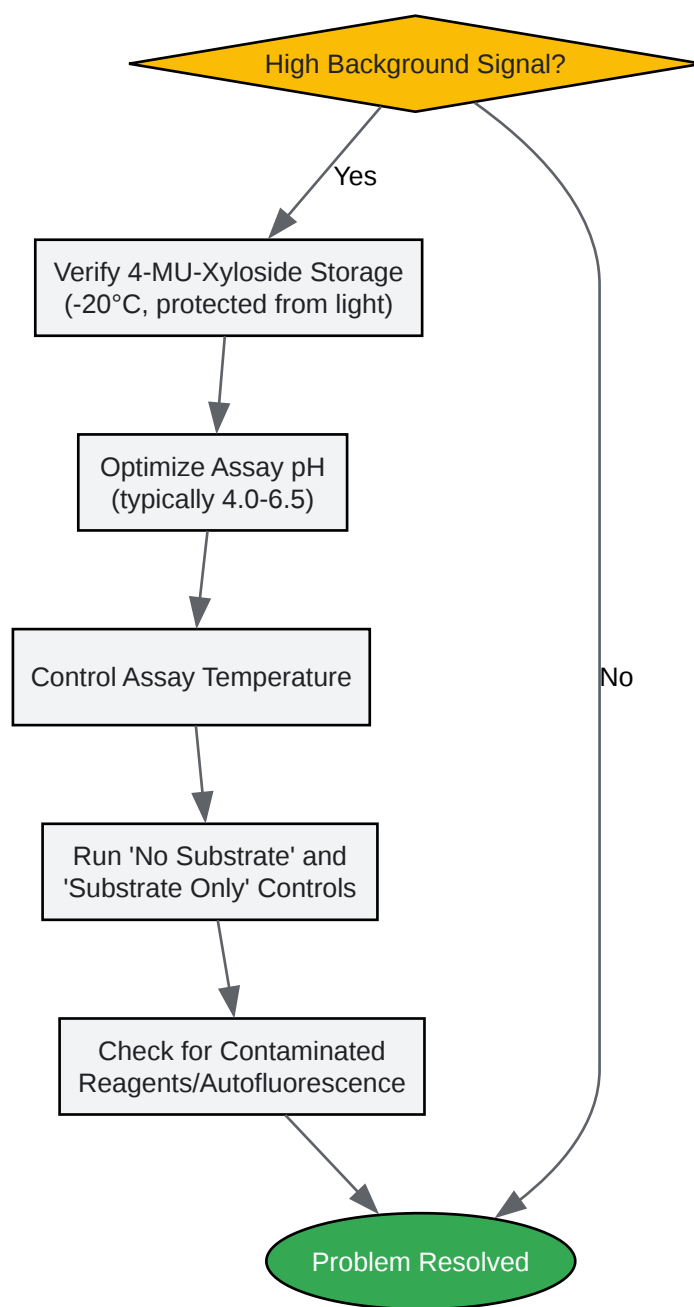 High Background Signal?
Yes
Verify 4-MU-Xyloside Storage
(-20°C, protected from light)
Optimize Assay pH
(typically 4.0-6.5)
Control Assay Temperature
No
Run 'No Substrate' and
'Substrate Only' Controls
Check for Contaminated
Reagents/Autofluorescence
Problem Resolved